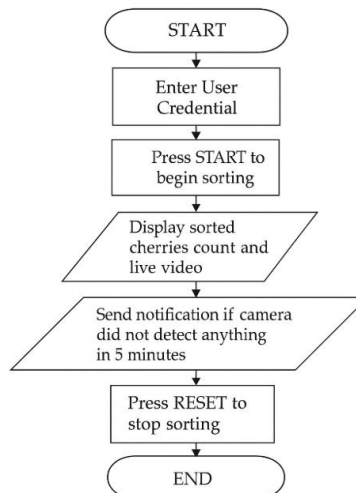 START
Enter User
Credential
Press START to
begin sorting
Display sorted
cherries count and
live video
Send notification if camera
did not detect anything
in 5 minutes
Press RESET to
stop sorting
END